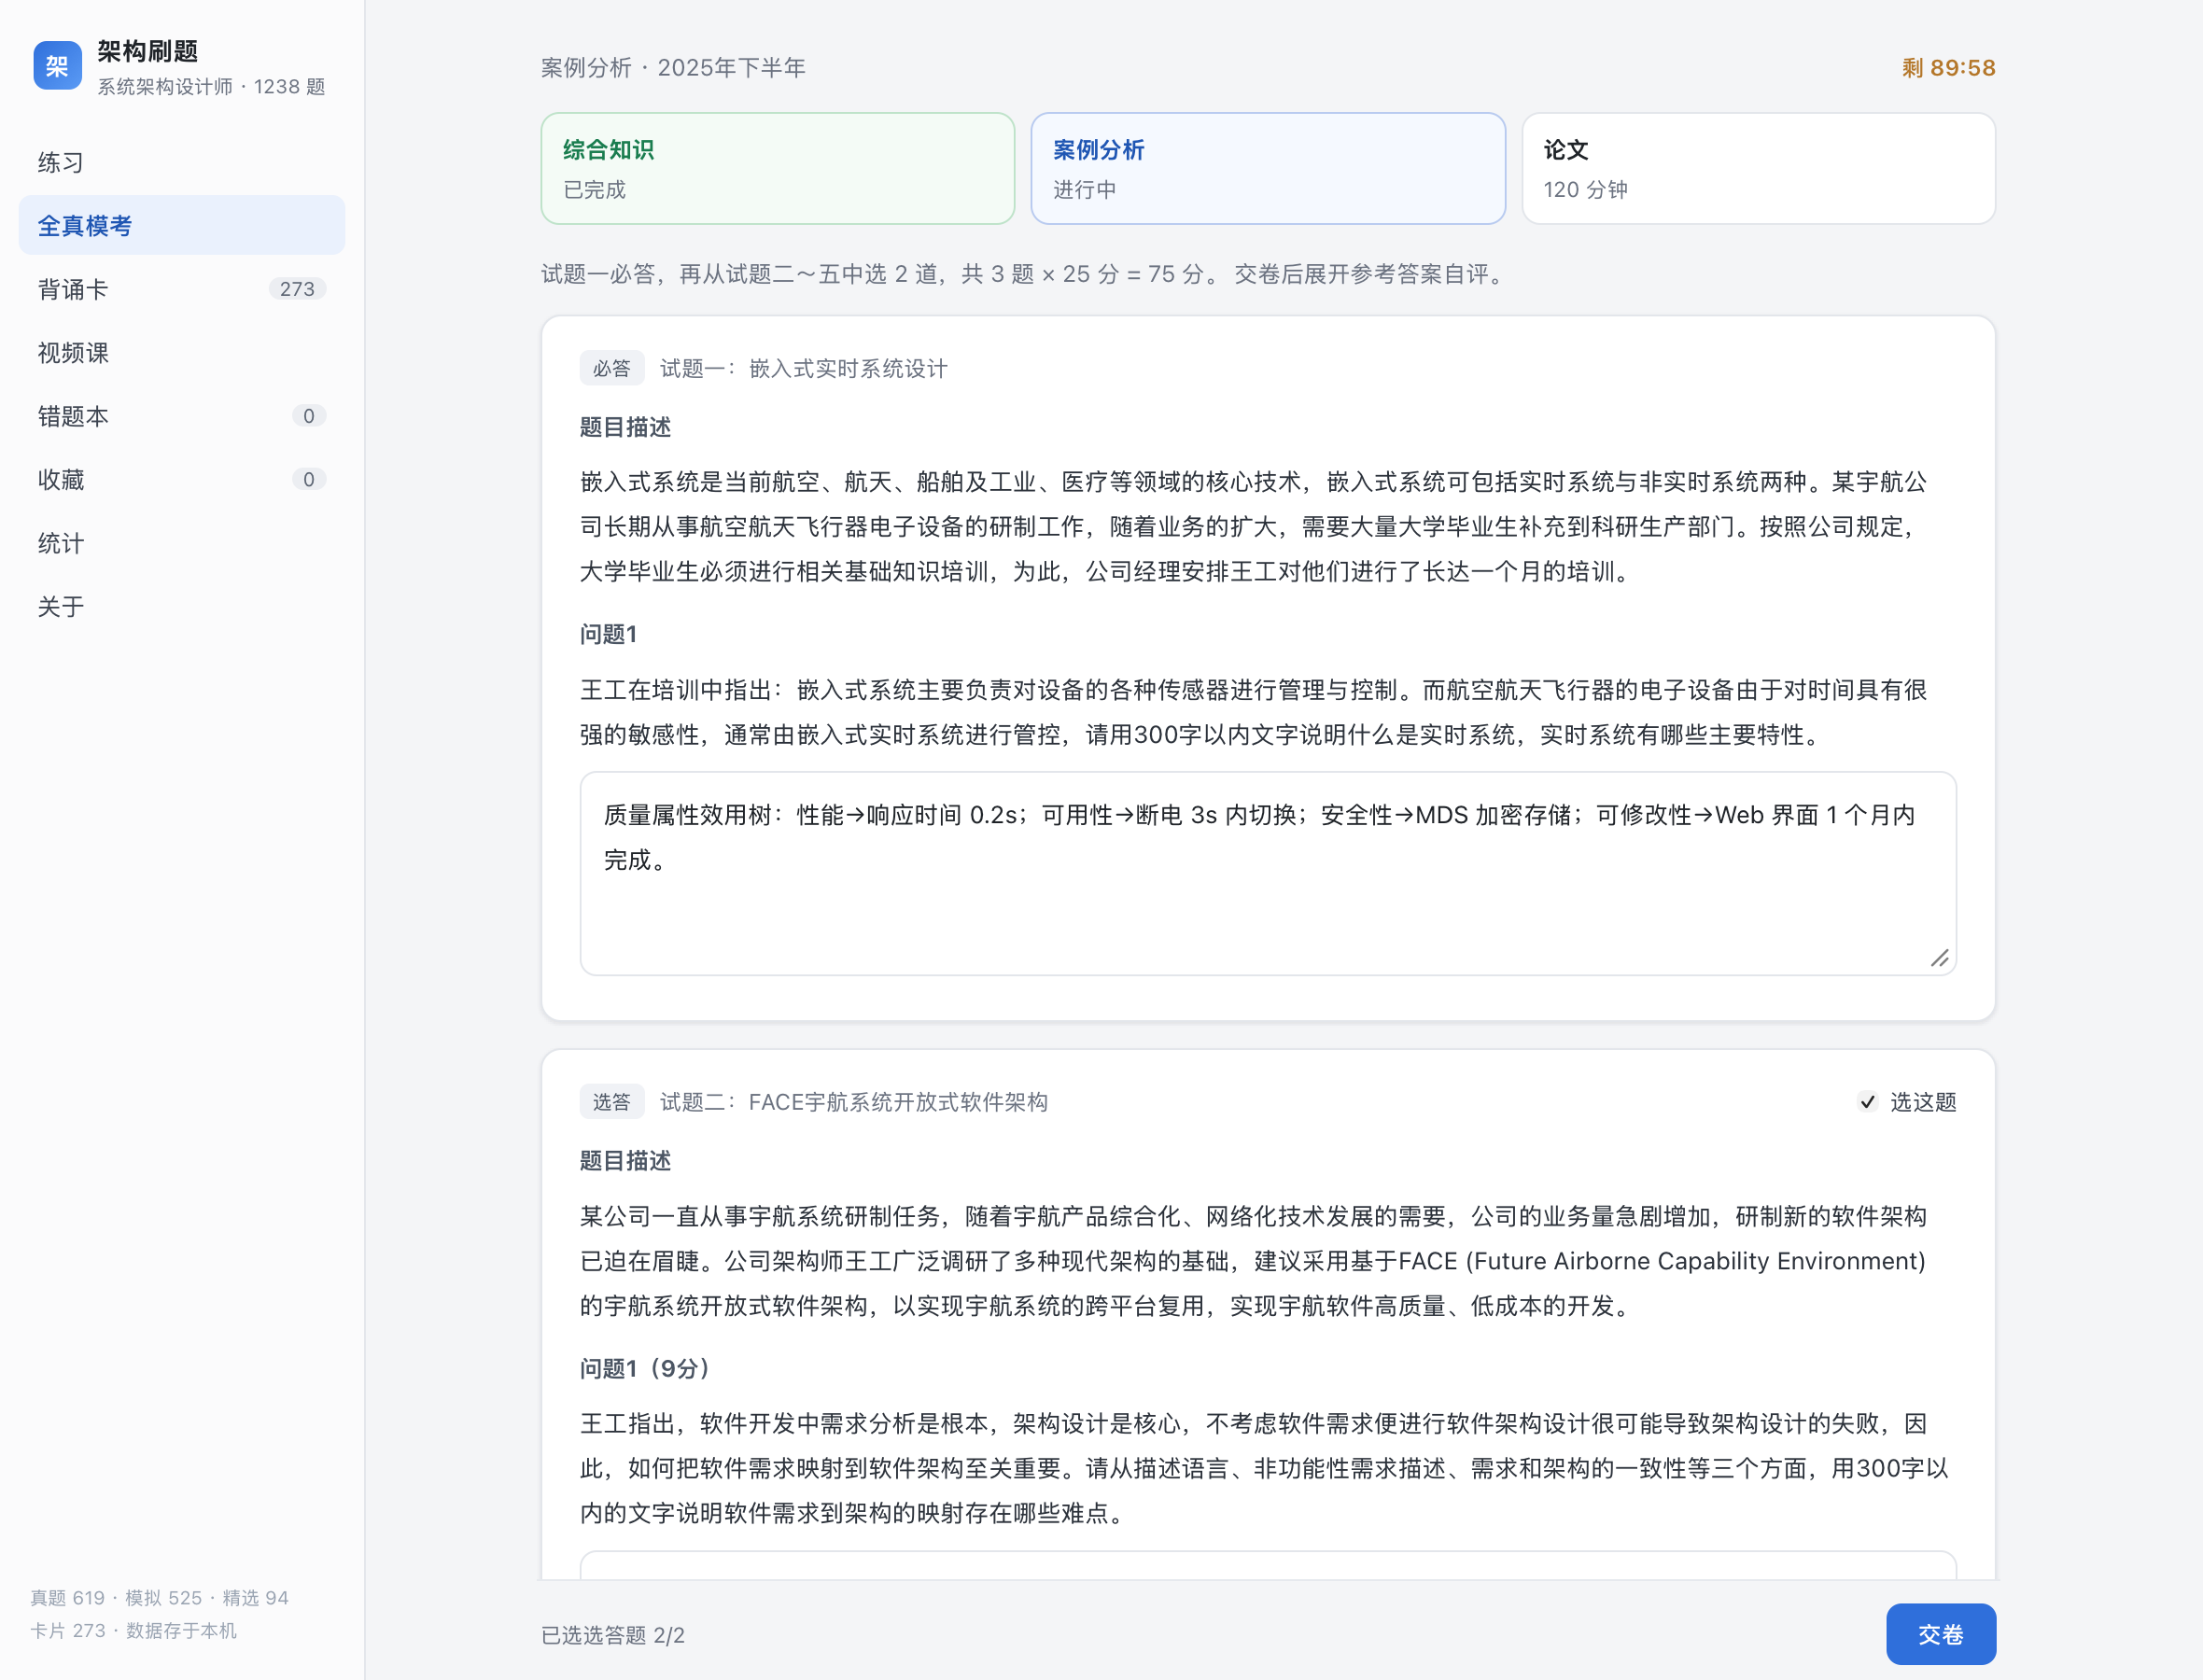 架
架构刷题
系统架构设计师 · 1238 题
练习
全真模考
背诵卡 273
视频课
错题本 0
收藏 0
统计
关于
真题 619 · 模拟 525 · 精选 94
卡片 273 · 数据存于本机
案例分析 · 2025年下半年
剩 89:58
综合知识
已完成
案例分析
进行中
论文
120 分钟
试题一必答，再从试题二～五中选 2 道，共 3 题 × 25 分 = 75 分。 交卷后展开参考答案自评。
必答 试题一：嵌入式实时系统设计
题目描述
嵌入式系统是当前航空、航天、船舶及工业、医疗等领域的核心技术，嵌入式系统可包括实时系统与非实时系统两种。某宇航公
司长期从事航空航天飞行器电子设备的研制工作，随着业务的扩大，需要大量大学毕业生补充到科研生产部门。按照公司规定，
大学毕业生必须进行相关基础知识培训，为此，公司经理安排王工对他们进行了长达一个月的培训。
问题1
王工在培训中指出：嵌入式系统主要负责对设备的各种传感器进行管理与控制。而航空航天飞行器的电子设备由于对时间具有很
强的敏感性，通常由嵌入式实时系统进行管控，请用300字以内文字说明什么是实时系统，实时系统有哪些主要特性。
质量属性效用树：性能→响应时间 0.2s；可用性→断电 3s 内切换；安全性→MDS 加密存储；可修改性→Web 界面 1 个月内
完成。
选答 试题二：FACE宇航系统开放式软件架构
选这题
题目描述
某公司一直从事宇航系统研制任务，随着宇航产品综合化、网络化技术发展的需要，公司的业务量急剧增加，研制新的软件架构
已迫在眉睫。公司架构师王工广泛调研了多种现代架构的基础，建议采用基于FACE (Future Airborne Capability Environment)
的宇航系统开放式软件架构，以实现宇航系统的跨平台复用，实现宇航软件高质量、低成本的开发。
问题1（9分）
王工指出，软件开发中需求分析是根本，架构设计是核心，不考虑软件需求便进行软件架构设计很可能导致架构设计的失败，因
此，如何把软件需求映射到软件架构至关重要。请从描述语言、非功能性需求描述、需求和架构的一致性等三个方面，用300字以
内的文字说明软件需求到架构的映射存在哪些难点。
已选选答题 2/2
交卷